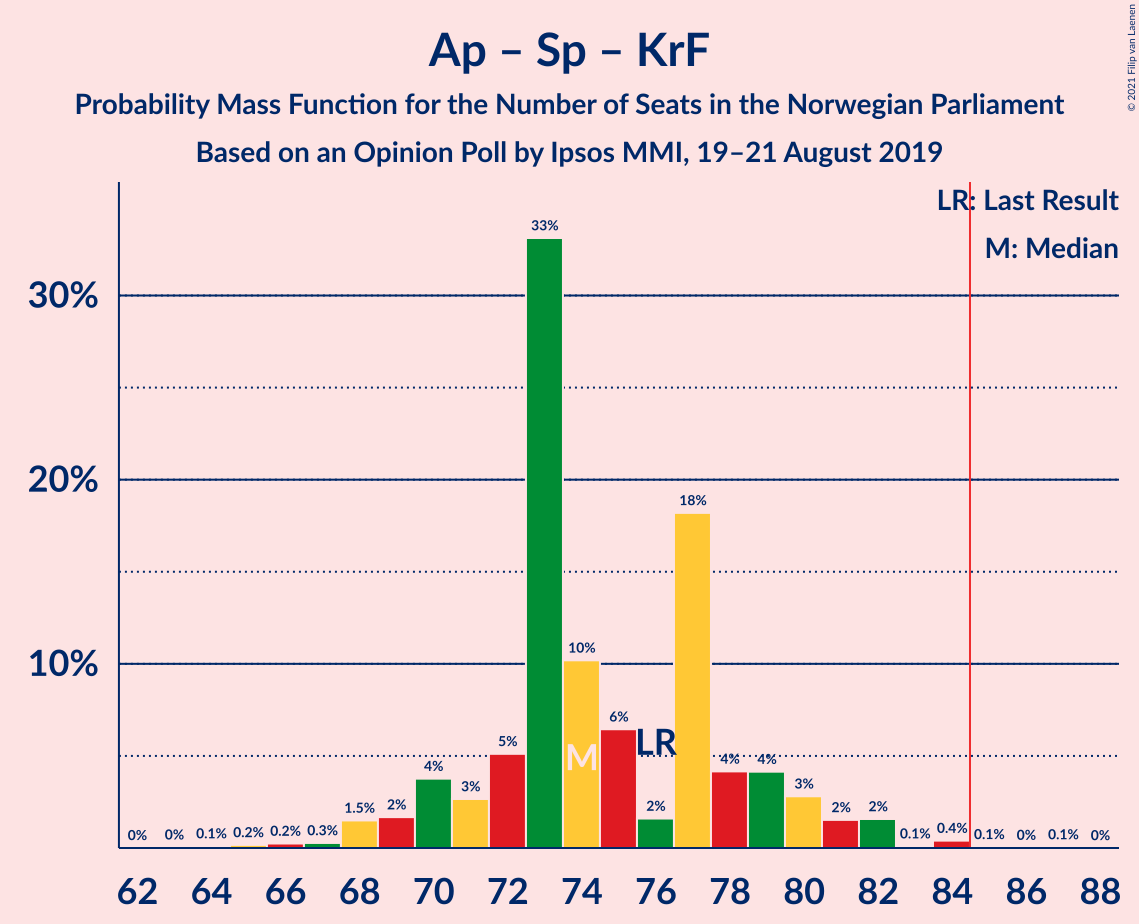 Ap – Sp – KrF
Probability Mass Function for the Number of Seats in the Norwegian Parliament
Based on an Opinion Poll by Ipsos MMI, 19–21 August 2019
© 2021 Filip van Laenen
LR: Last Result
M: Median
30%
20%
10%
0% 0% 0.1% 0.2% 0.2% 0.3% 1.5% 2% 4% 3% 5% 33% 10% 6% 2% 18% 4% 4% 3% 2% 2% 0.1% 0.4% 0.1% 0% 0.1% 0%
M LR
62 64 66 68 70 72 74 76 78 80 82 84 86 88